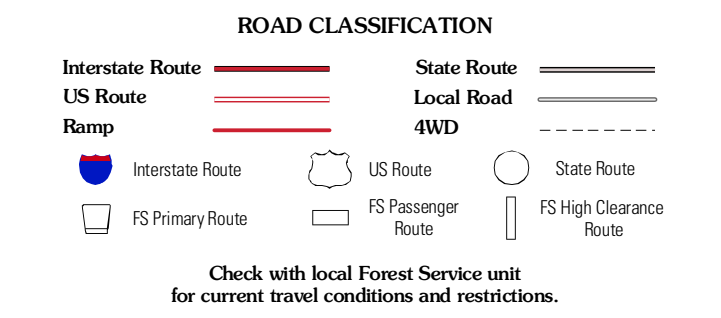 ROAD CLASSIFICATION
Interstate Route
State Route
US Route
Local Road
Ramp
4WD
Interstate Route
US Route
State Route
FS Primary Route
FS Passenger
Route
FS High Clearance
Route
Check with local Forest Service unit
for current travel conditions and restrictions.